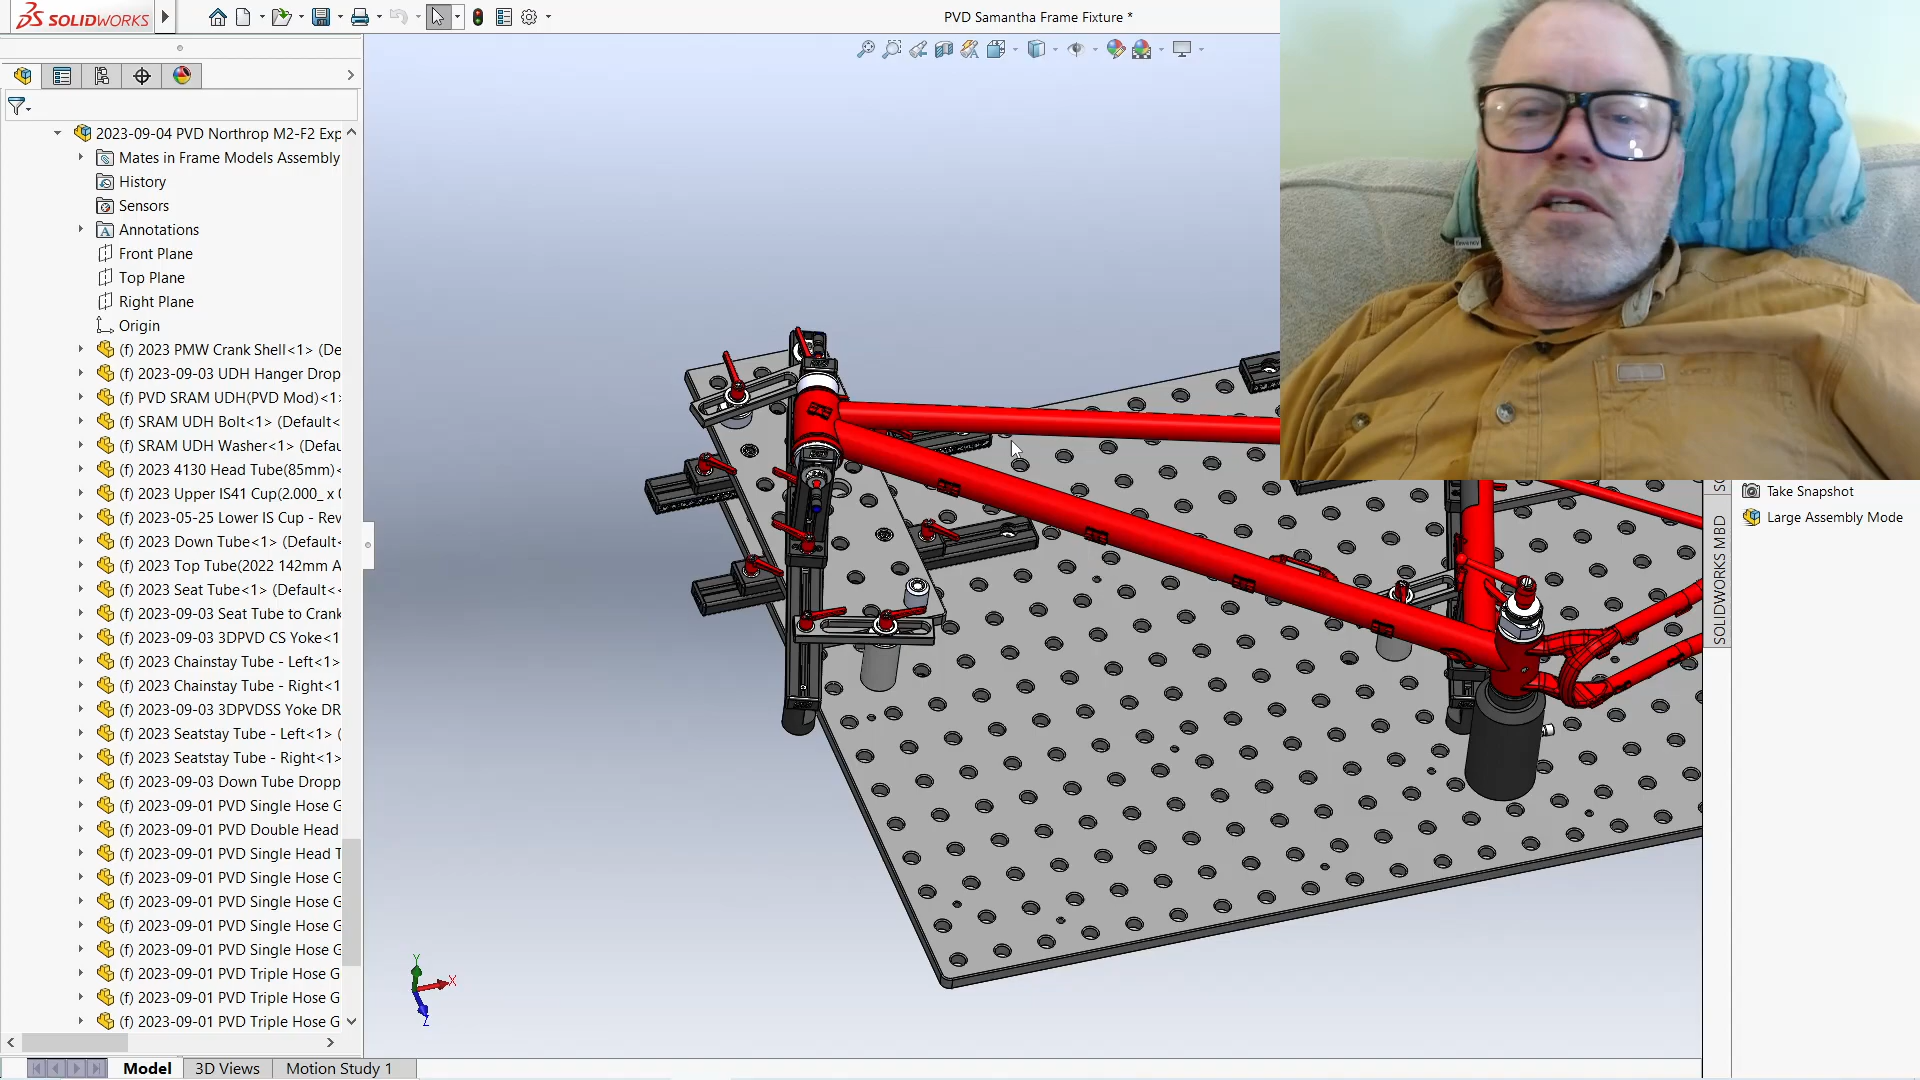 SOLIDWORKS
PVD Samantha Frame Fixture *
2023-09-04 PVD Northrop M2-F2 Exp
Mates in Frame Models Assembly
History
Sensors
Annotations
Front Plane
Top Plane
Right Plane
Origin
(f) 2023 PMW Crank Shell<1> (De
(f) 2023-09-03 UDH Hanger Drop
(f) PVD SRAM UDH(PVD Mod)<1>
(f) SRAM UDH Bolt<1> (Default<
(f) SRAM UDH Washer<1> (Defau
(f) 2023 4130 Head Tube(85mm)<
(f) 2023 Upper IS41 Cup(2.000_ x
(f) 2023-05-25 Lower IS Cup - Rev
(f) 2023 Down Tube<1> (Default<
(f) 2023 Top Tube(2022 142mm A
(f) 2023 Seat Tube<1> (Default<
(f) 2023-09-03 Seat Tube to Crank
(f) 2023-09-03 3DPVD CS Yoke<1
(f) 2023 Chainstay Tube - Left<1>
(f) 2023 Chainstay Tube - Right<1
(f) 2023-09-03 3DPVDSS Yoke DR
(f) 2023 Seatstay Tube - Left<1> (
(f) 2023 Seatstay Tube - Right<1>
(f) 2023-09-03 Down Tube Dropp
(f) 2023-09-01 PVD Single Hose G
(f) 2023-09-01 PVD Double Head
(f) 2023-09-01 PVD Single Head T
(f) 2023-09-01 PVD Single Hose G
(f) 2023-09-01 PVD Single Hose G
(f) 2023-09-01 PVD Single Hose G
(f) 2023-09-01 PVD Single Hose G
(f) 2023-09-01 PVD Triple Hose G
(f) 2023-09-01 PVD Triple Hose G
(f) 2023-09-01 PVD Triple Hose G
Y
X
Z
Model
3D Views
Motion Study 1
Take Snapshot
Large Assembly Mode
SOLIDWORKS MBD